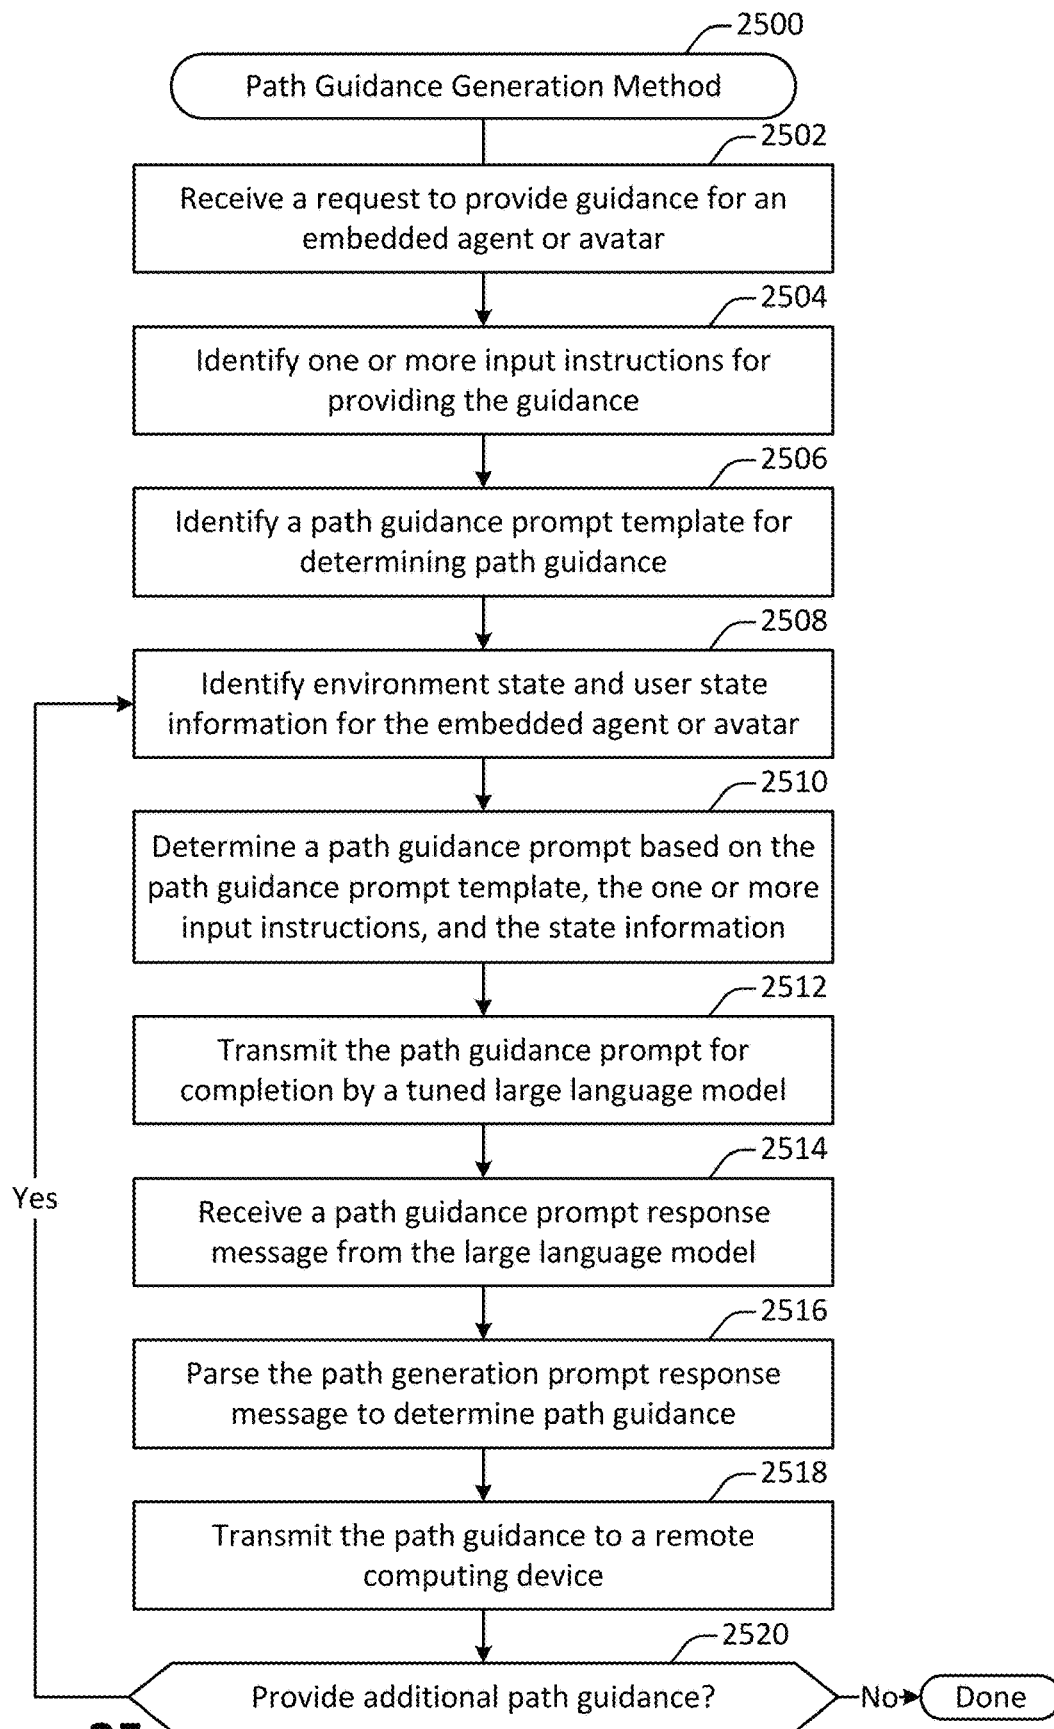 2500
Path Guidance Generation Method
2502
Receive a request to provide guidance for an
embedded agent or avatar
2504
Identify one or more input instructions for
providing the guidance
2506
Identify a path guidance prompt template for
determining path guidance
2508
Identify environment state and user state
information for the embedded agent or avatar
2510
Determine a path guidance prompt based on the
path guidance prompt template, the one or more
input instructions, and the state information
2512
Transmit the path guidance prompt for
completion by a tuned large language model
2514
Yes
Receive a path guidance prompt response
message from the large language model
2516
Parse the path generation prompt response
message to determine path guidance
2518
Transmit the path guidance to a remote
computing device
2520
Provide additional path guidance?
No
Done